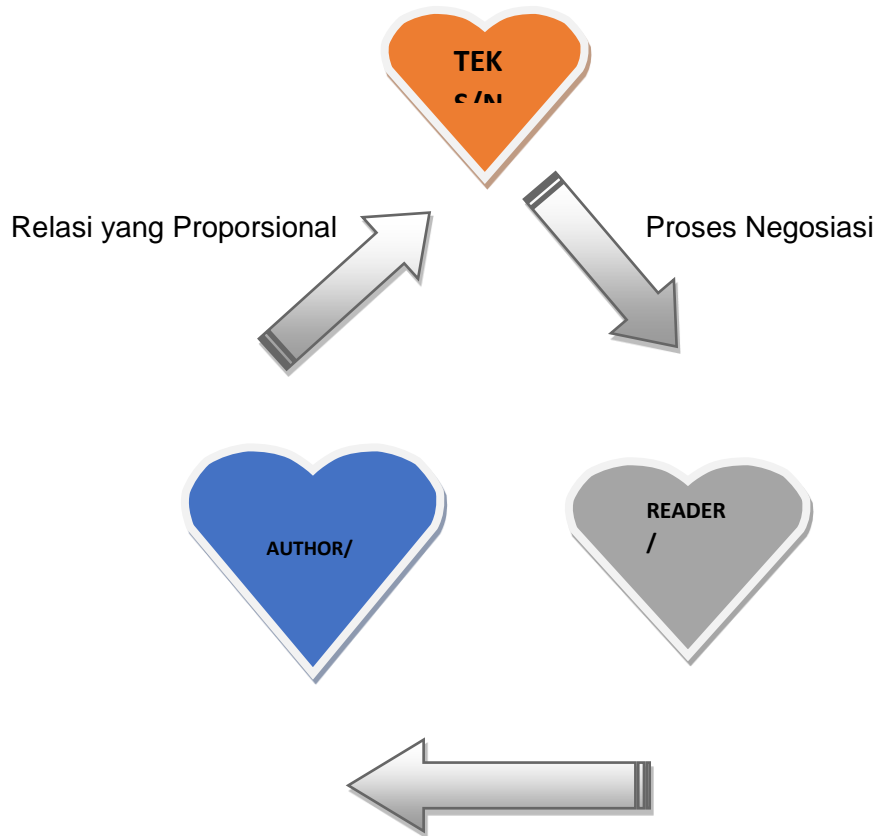 TEK
S/N
Relasi yang Proporsional
Proses Negosiasi
AUTHOR/
READER
/